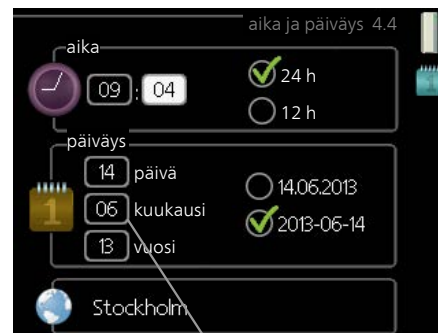 aika ja päiväys 4.4
aika
09 : 04
24 h
12 h
päiväys
14 päivä
06 kuukausi
13 vuosi
14.06.2013
2013-06-14
1
Stockholm